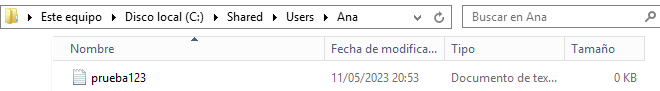 Este equipo Disco local (C:) Shared Users Ana Buscar en Ana
Nombre Fecha de modifica... Tipo Tamaño
prueba123 11/05/2023 20:53 Documento de tex... 0 KB